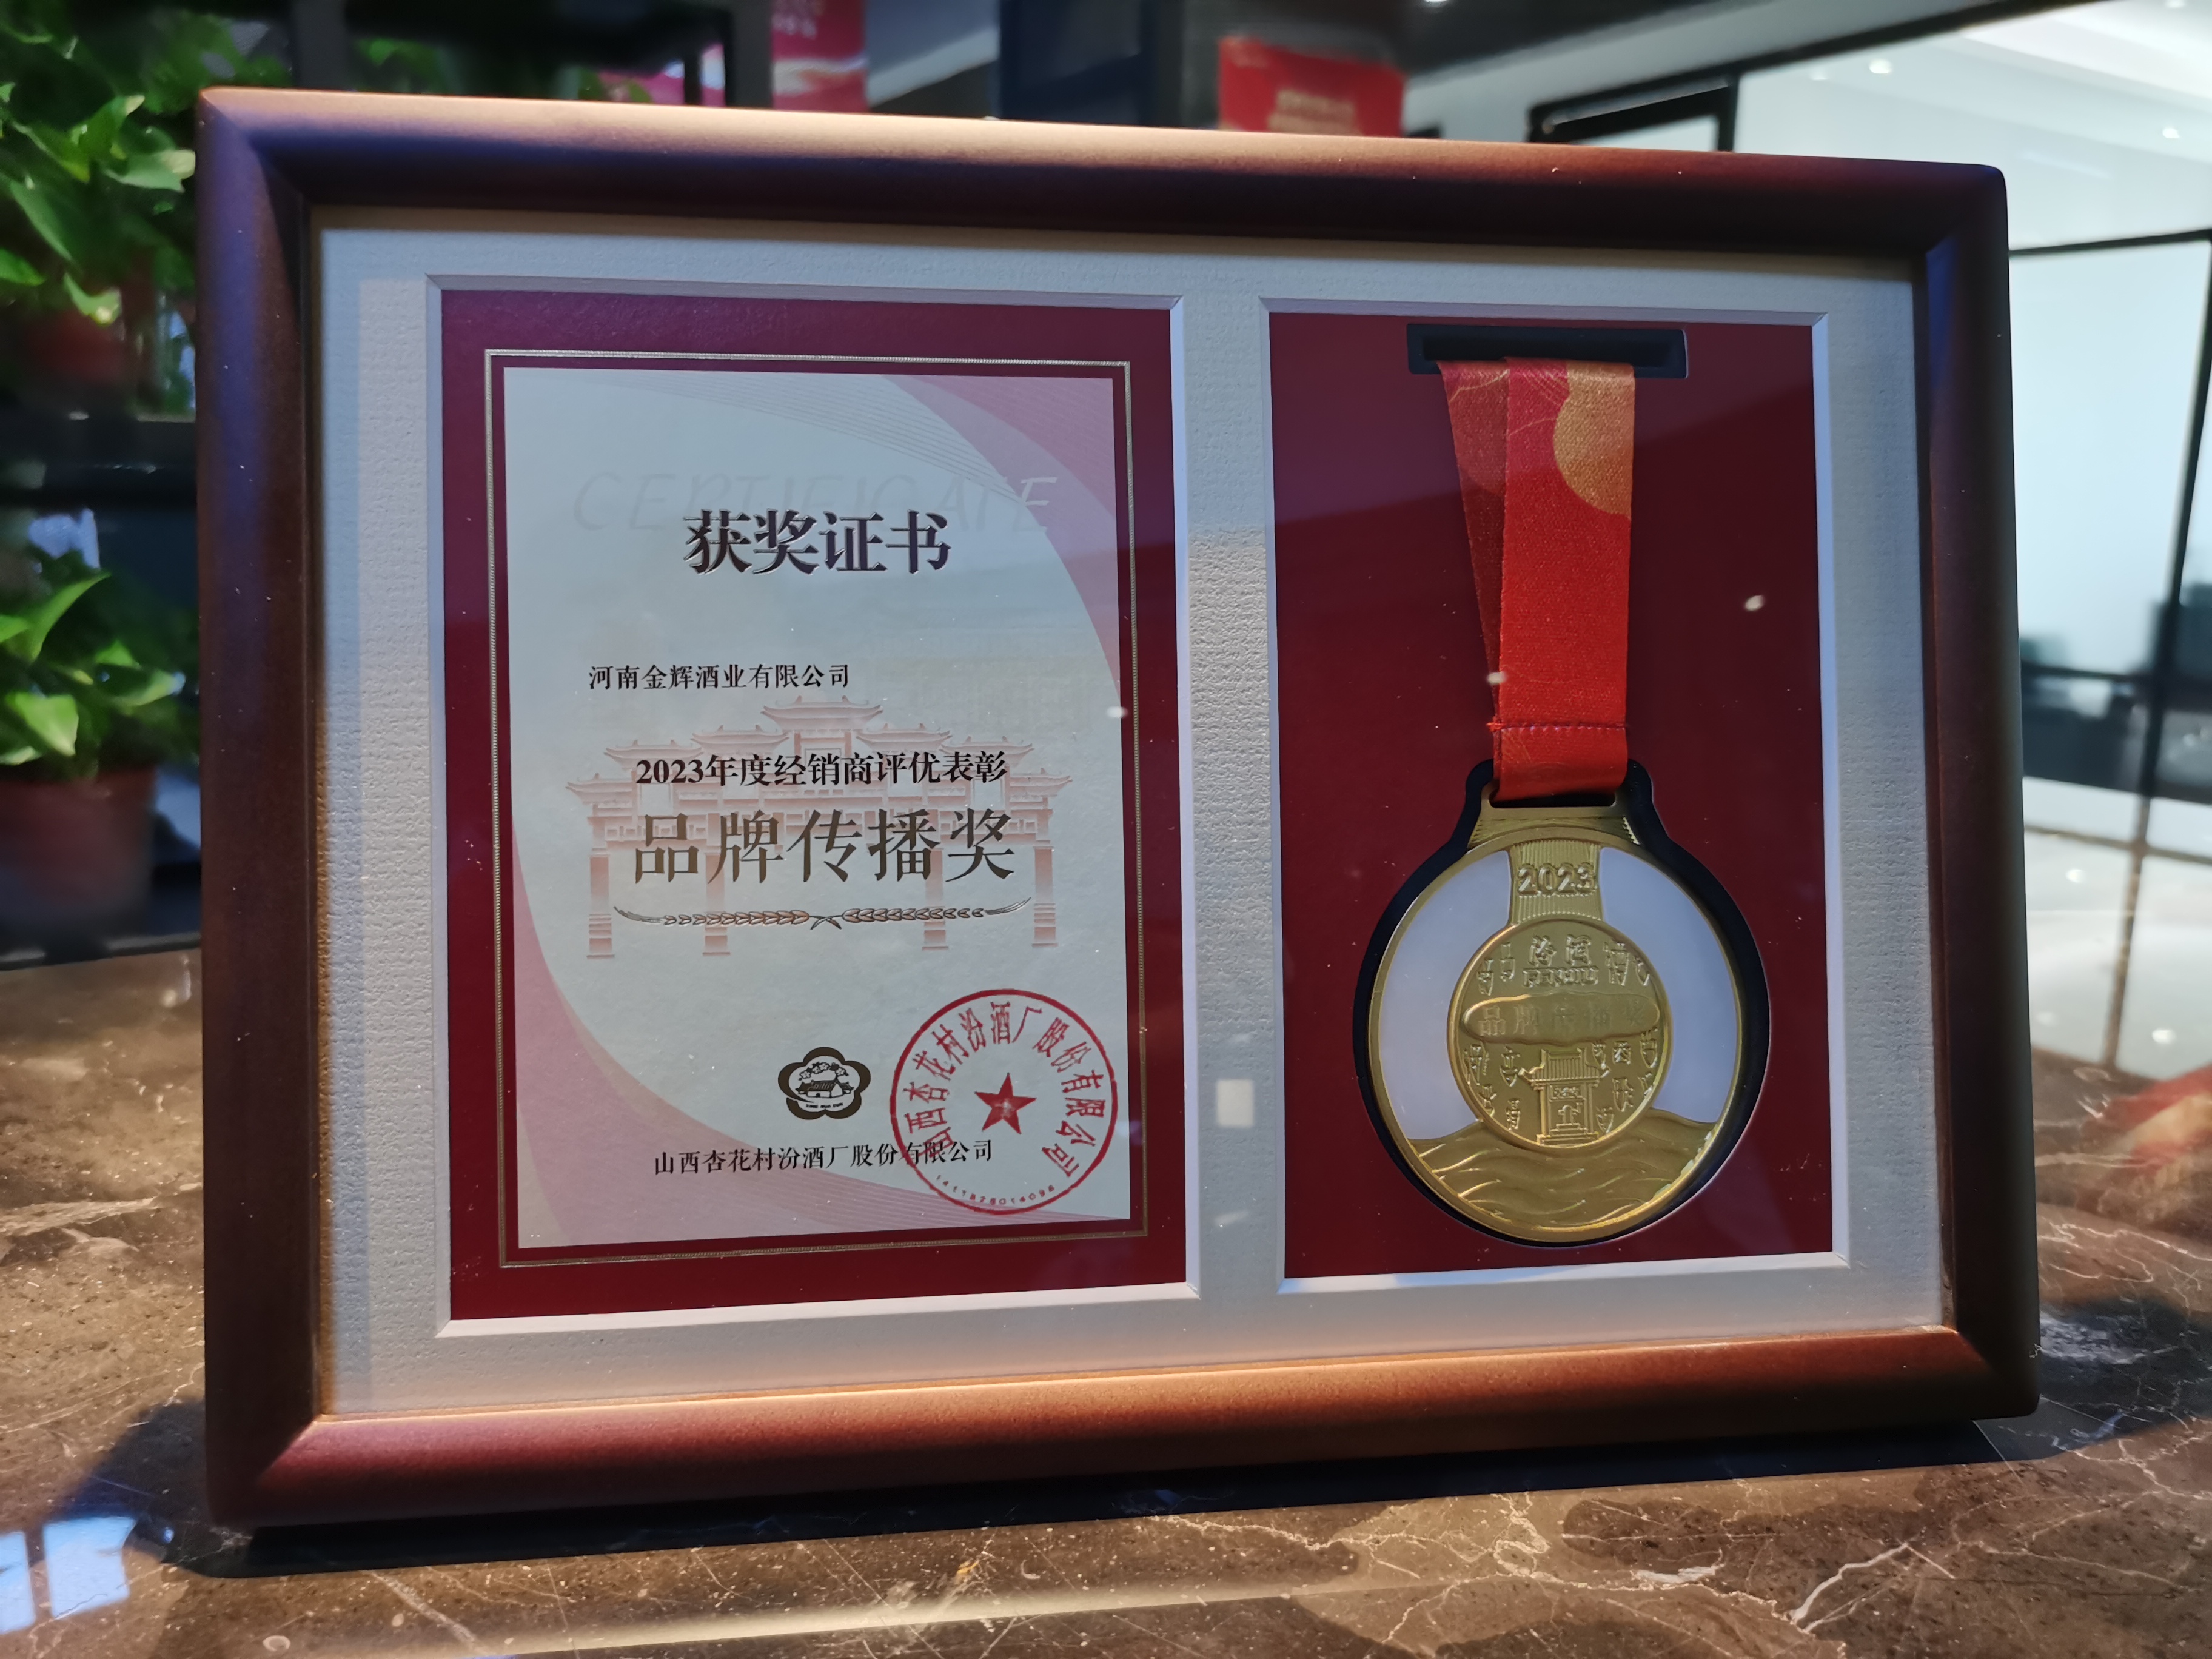 CERTIFICATE
获奖证书
河南金辉酒业有限公司
2023年度经销商评优表彰
品牌传播奖
山西杏花村汾酒厂股份有限公司
山西杏花村汾酒厂股份有限公司
2023
汾酒
品牌传播奖